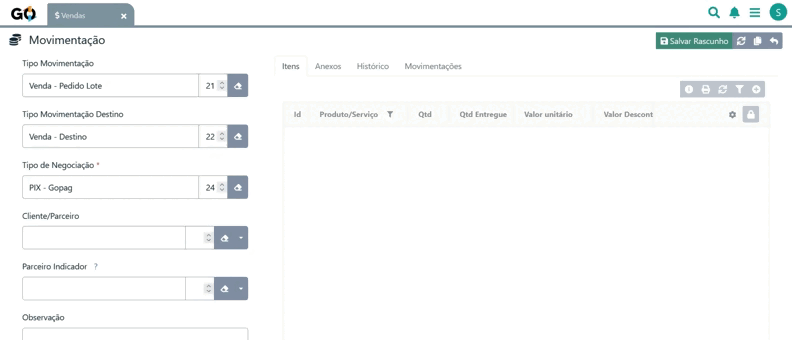 GO
$ Vendas ×
S
Movimentação
Salvar Rascunho
Tipo Movimentação
Venda - Pedido Lote 21
Tipo Movimentação Destino
Venda - Destino 22
Tipo de Negociação *
PIX - Gopag 24
Cliente/Parceiro
Parceiro Indicador ?
Observação
Itens Anexos Histórico Movimentações
Id Produto/Serviço Qtd Qtd Entregue Valor unitário Valor Descont